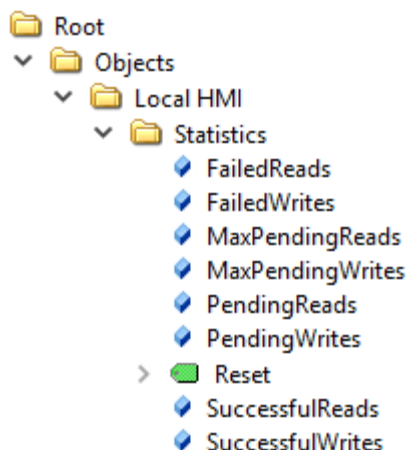 Root
Objects
Local HMI
Statistics
FailedReads
FailedWrites
MaxPendingReads
MaxPendingWrites
PendingReads
PendingWrites
Reset
SuccessfulReads
SuccessfulWrites